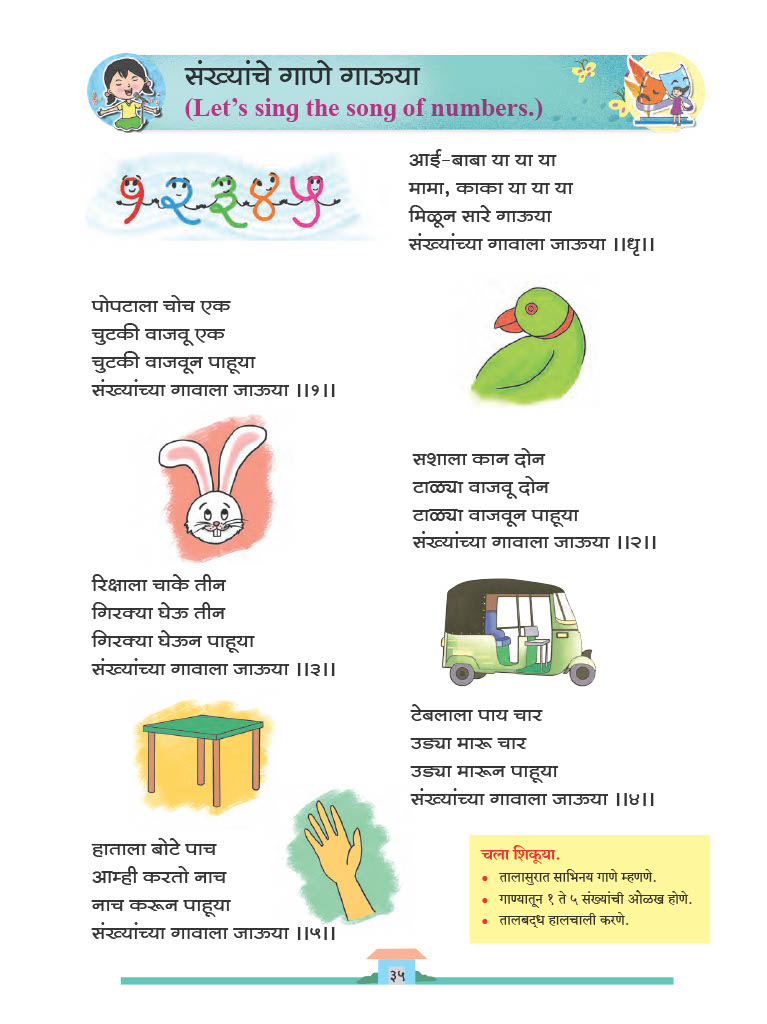 संख्यांचे गाणे गाऊया
(Let's sing the song of numbers.)
१ २ ३ ४ ५
आई-बाबा या या या
मामा, काका या या या
मिळून सारे गाऊया
संख्यांच्या गावाला जाऊया ।।धृ।।
पोपटाला चोच एक
चुटकी वाजवू एक
चुटकी वाजवून पाहूया
संख्यांच्या गावाला जाऊया ।।१।।
सशाला कान दोन
टाळ्या वाजवू दोन
टाळ्या वाजवून पाहूया
संख्यांच्या गावाला जाऊया ।।२।।
रिक्षाला चाके तीन
गिरक्या घेऊ तीन
गिरक्या घेऊन पाहूया
संख्यांच्या गावाला जाऊया ।।३।।
टेबलाला पाय चार
उड्या मारू चार
उड्या मारून पाहूया
संख्यांच्या गावाला जाऊया ।।४।।
हाताला बोटे पाच
आम्ही करतो नाच
नाच करून पाहूया
संख्यांच्या गावाला जाऊया ।।५।।
चला शिकूया.
• तालासुरात साभिनय गाणे म्हणणे.
• गाण्यातून १ ते ५ संख्यांची ओळख होणे.
• तालबद्ध हालचाली करणे.
३५